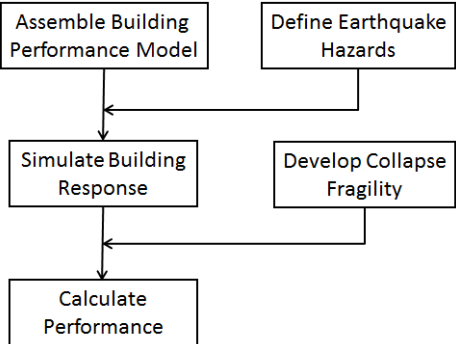 Assemble Building
Performance Model
Define Earthquake
Hazards
Simulate Building
Response
Develop Collapse
Fragility
Calculate
Performance